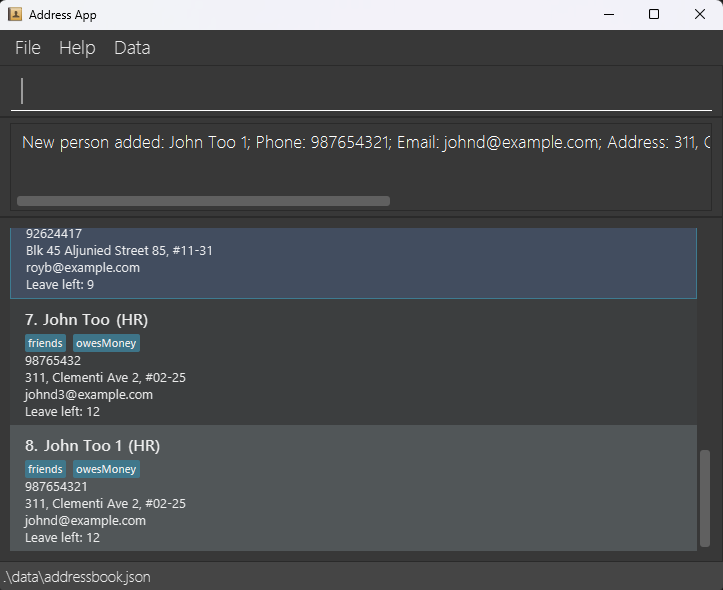 Address App
File Help Data
New person added: John Too 1; Phone: 987654321; Email: johnd@example.com; Address: 311,
92624417
Blk 45 Aljunied Street 85, #11-31
royb@example.com
Leave left: 9
7. John Too (HR)
friends owesMoney
98765432
311, Clementi Ave 2, #02-25
johnd3@example.com
Leave left: 12
8. John Too 1 (HR)
friends owesMoney
987654321
311, Clementi Ave 2, #02-25
johnd@example.com
Leave left: 12
.\data\addressbook.json